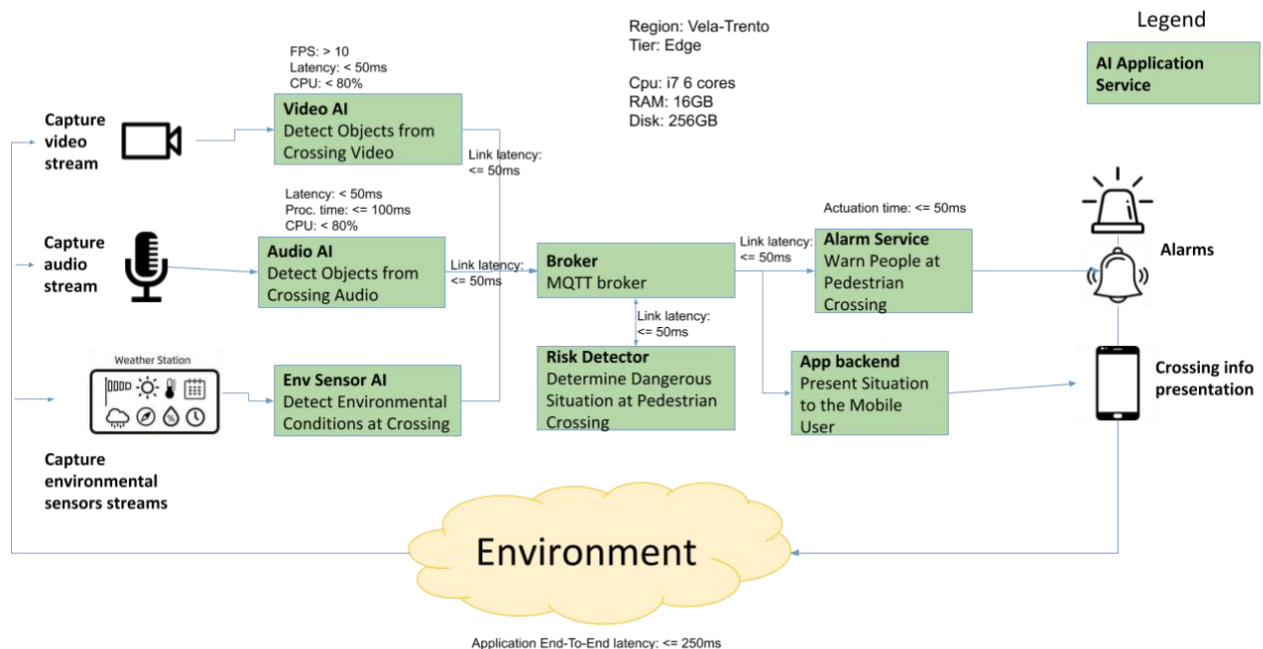 Region: Vela-Trento
Tier: Edge
Cpu: i7 6 cores
RAM: 16GB
Disk: 256GB
Legend
AI Application
Service
FPS: > 10
Latency: < 50ms
CPU: < 80%
Capture
video
stream
Video AI
Detect Objects from
Crossing Video
Link latency:
<= 50ms
Latency: < 50ms
Proc. time: <= 100ms
CPU: < 80%
Capture
audio
stream
Audio AI
Detect Objects from
Crossing Audio
Link latency:
<= 50ms
Broker
MQTT broker
Link latency:
<= 50ms
Actuation time: <= 50ms
Alarm Service
Warn People at
Pedestrian
Crossing
Alarms
Link latency:
<= 50ms
Weather Station
%
Capture
environmental
sensors streams
Env Sensor AI
Detect Environmental
Conditions at Crossing
Risk Detector
Determine Dangerous
Situation at Pedestrian
Crossing
App backend
Present Situation
to the Mobile
User
Crossing info
presentation
Environment
Application End-To-End latency: <= 250ms